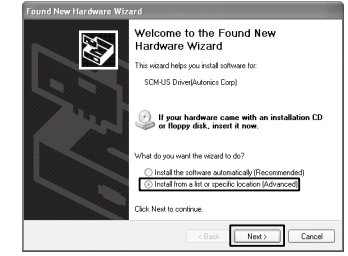 Found New Hardware Wizard
Welcome to the Found New
Hardware Wizard
This wizard helps you install software for:
SCM-US Driver(Autonics Corp)
If your hardware came with an installation CD
or floppy disk, insert it now.
What do you want the wizard to do?
Install the software automatically (Recommended)
Install from a list or specific location (Advanced)
Click Next to continue.
< Back
Next >
Cancel